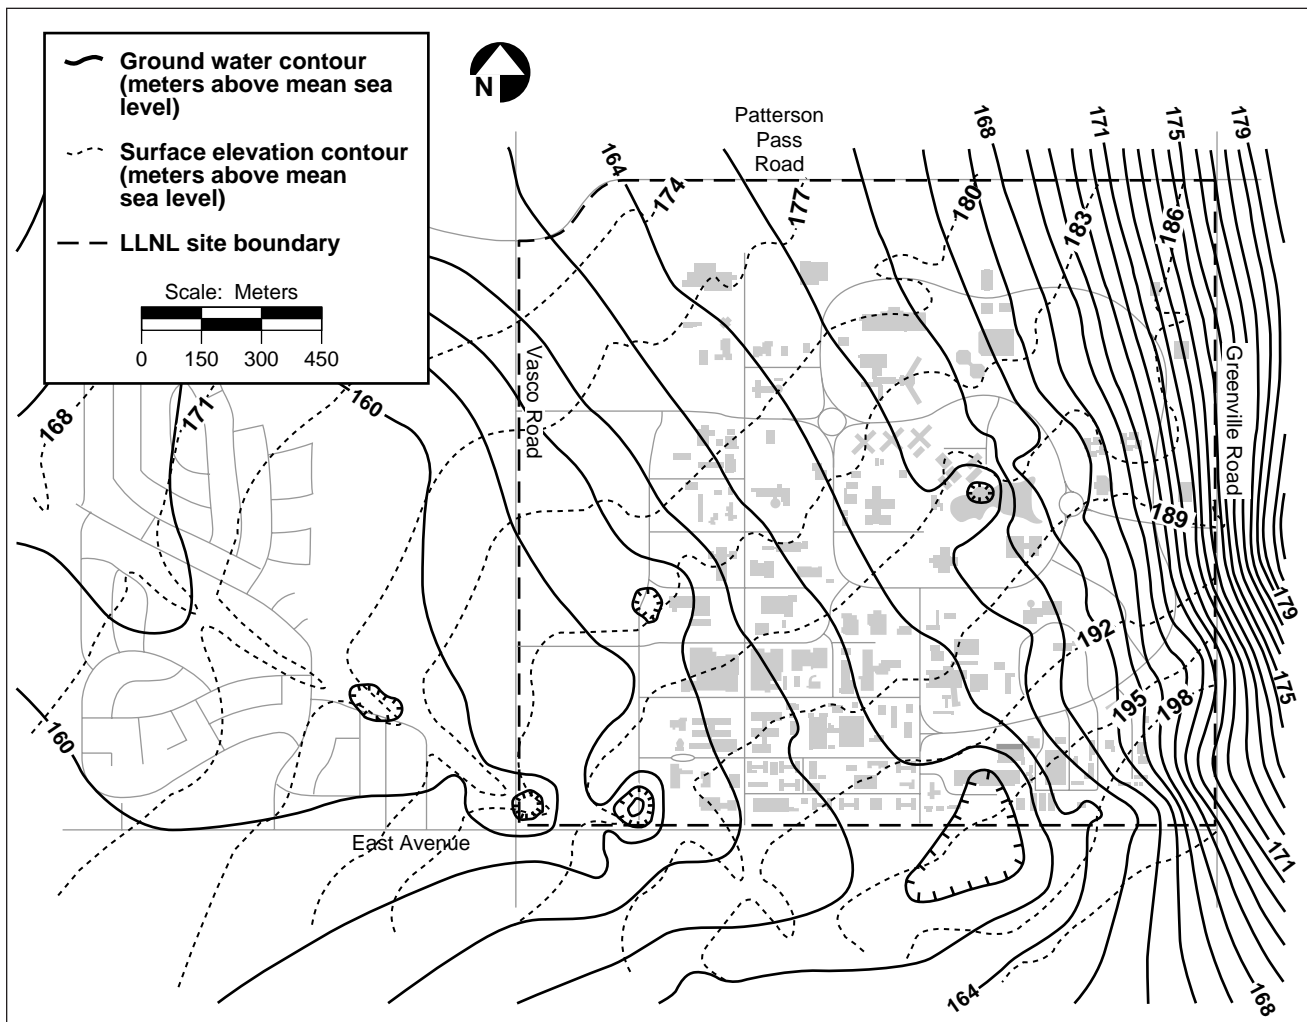 Ground water contour
(meters above mean sea
level)
Surface elevation contour
(meters above mean
sea level)
LLNL site boundary
Scale: Meters
0 150 300 450
N
Patterson
Pass
Road
164
168
171
175
179
174
177
180
183
186
168
171
160
Vasco Road
Greenville Road
189
179
192
175
195
198
160
East Avenue
171
164
168